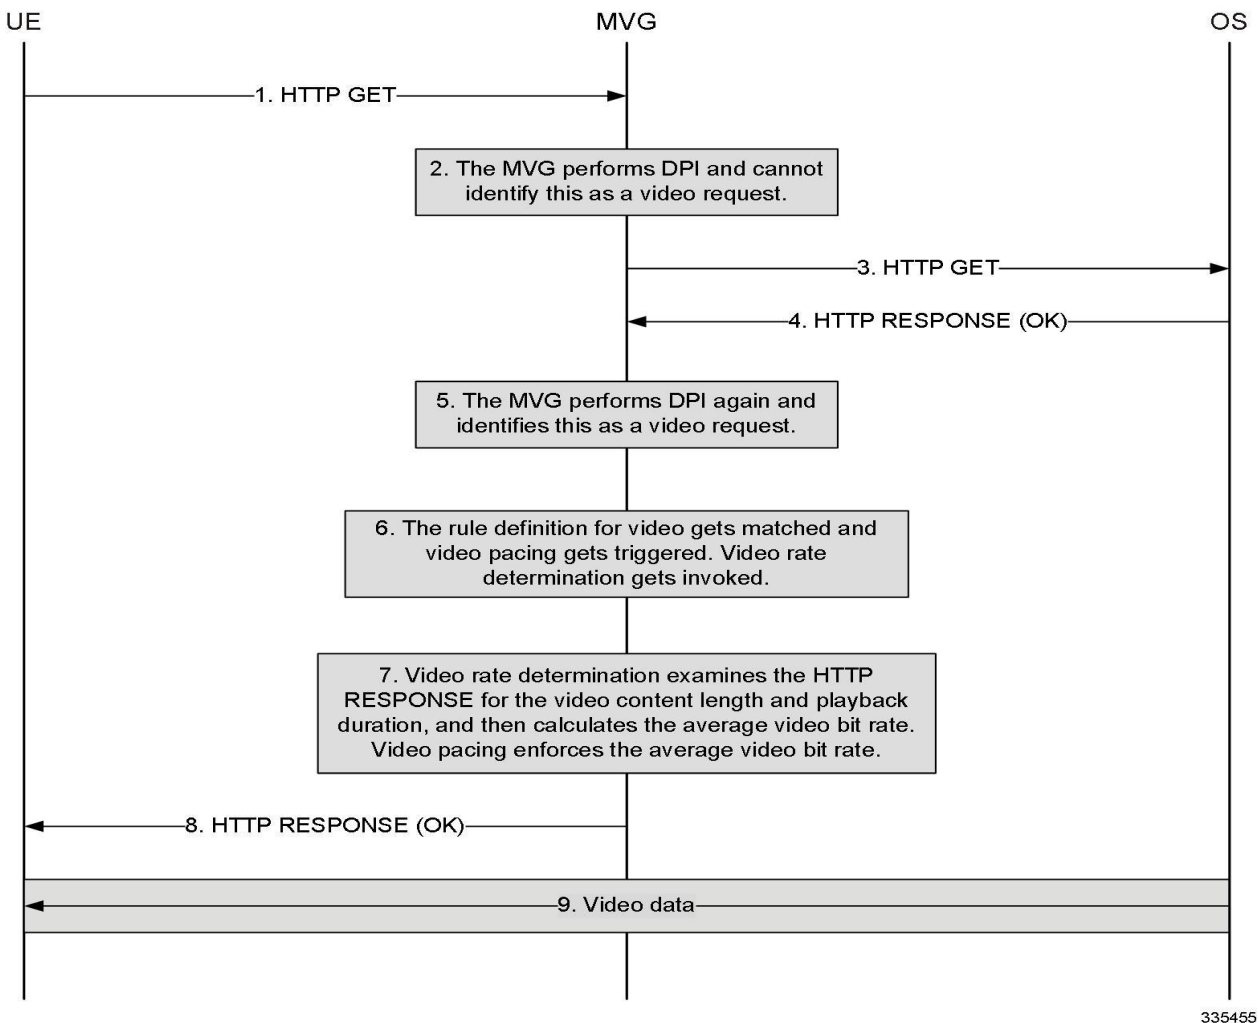 UE MVG OS
1. HTTP GET
2. The MVG performs DPI and cannot
identify this as a video request.
3. HTTP GET
4. HTTP RESPONSE (OK)
5. The MVG performs DPI again and
identifies this as a video request.
6. The rule definition for video gets matched and
video pacing gets triggered. Video rate
determination gets invoked.
7. Video rate determination examines the HTTP
RESPONSE for the video content length and playback
duration, and then calculates the average video bit rate.
Video pacing enforces the average video bit rate.
8. HTTP RESPONSE (OK)
9. Video data
335455